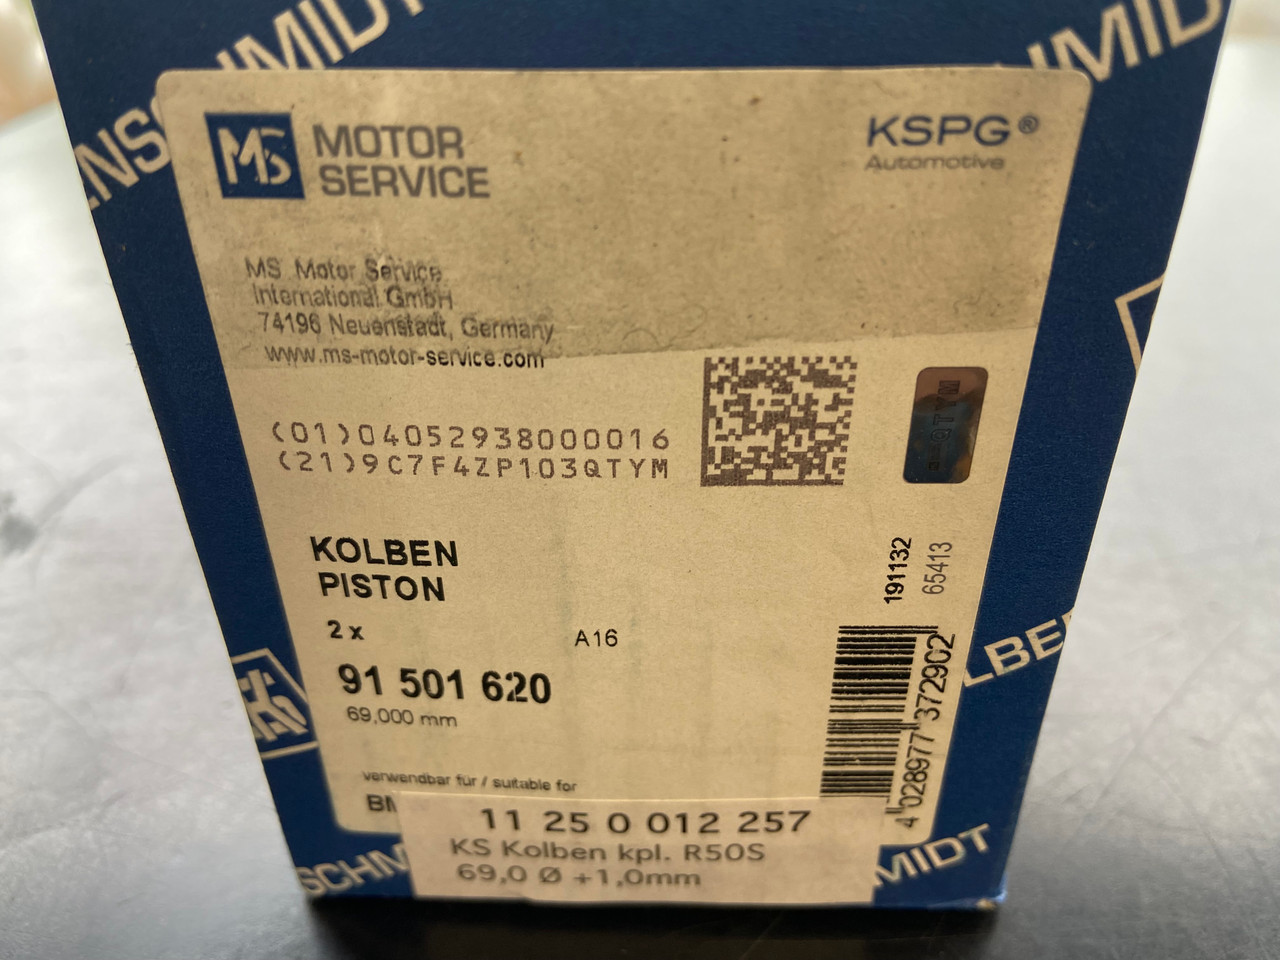 MS MOTOR
SERVICE
KSPG®
Automotive
MS Motor Service
International GmbH
74196 Neuenstadt, Germany
www.ms-motor-service.com
(01)04052938000016
(21)9C7F4ZP103QTYM
KOLBEN
PISTON
2 x
A16
91 501 620
69,000 mm
verwendbar für / suitable for
191132
65413
4 028977 372902
11 25 0 012 257
KS Kolben kpl. R50S
69,0 Ø +1,0mm
KS